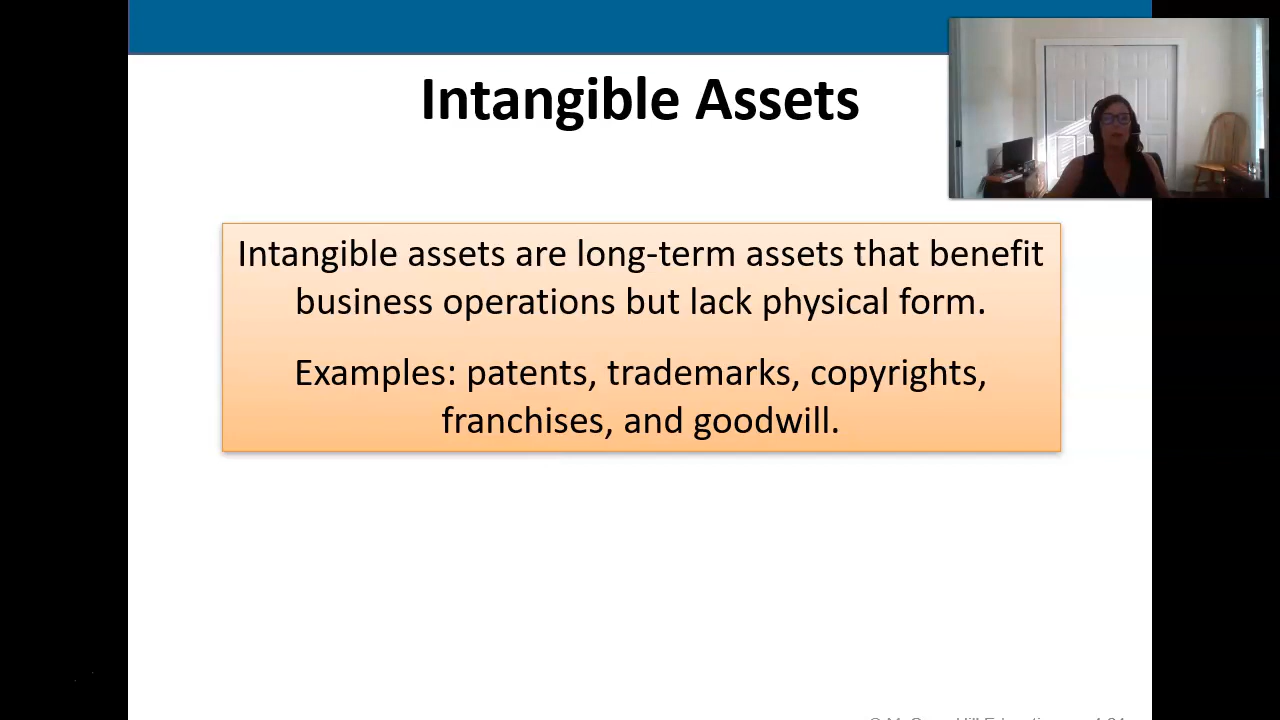 Intangible Assets
Intangible assets are long-term assets that benefit
business operations but lack physical form.
Examples: patents, trademarks, copyrights,
franchises, and goodwill.